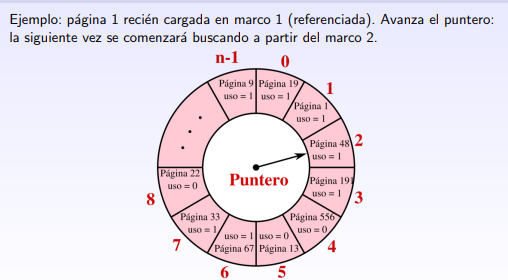 Ejemplo: página 1 recién cargada en marco 1 (referenciada). Avanza el puntero:
la siguiente vez se comenzará buscando a partir del marco 2.
n-1
0
Página 9
uso = 1
Página 19
uso = 1
1
Página 1
uso = 1
2
Página 48
uso = 1
3
Página 191
uso = 1
4
Página 556
uso = 0
5
uso = 0
Página 13
6
uso = 1
Página 67
7
Página 33
uso = 1
8
Página 22
uso = 0
Puntero